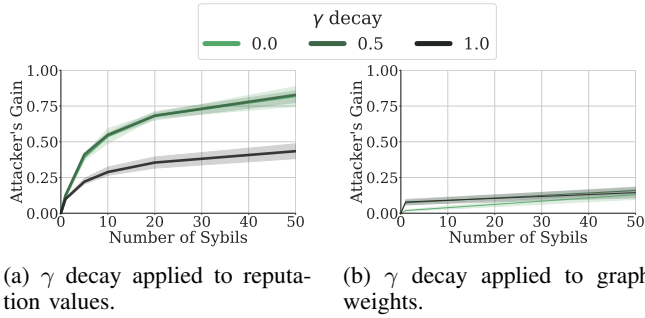 γ decay
0.0 0.5 1.0
Attacker's Gain
1.00
0.75
0.50
0.25
0.00
0 10 20 30 40 50
Number of Sybils
Attacker's Gain
1.00
0.75
0.50
0.25
0.00
0 10 20 30 40 50
Number of Sybils
(a) γ decay applied to reputa-
tion values.
(b) γ decay applied to graph
weights.